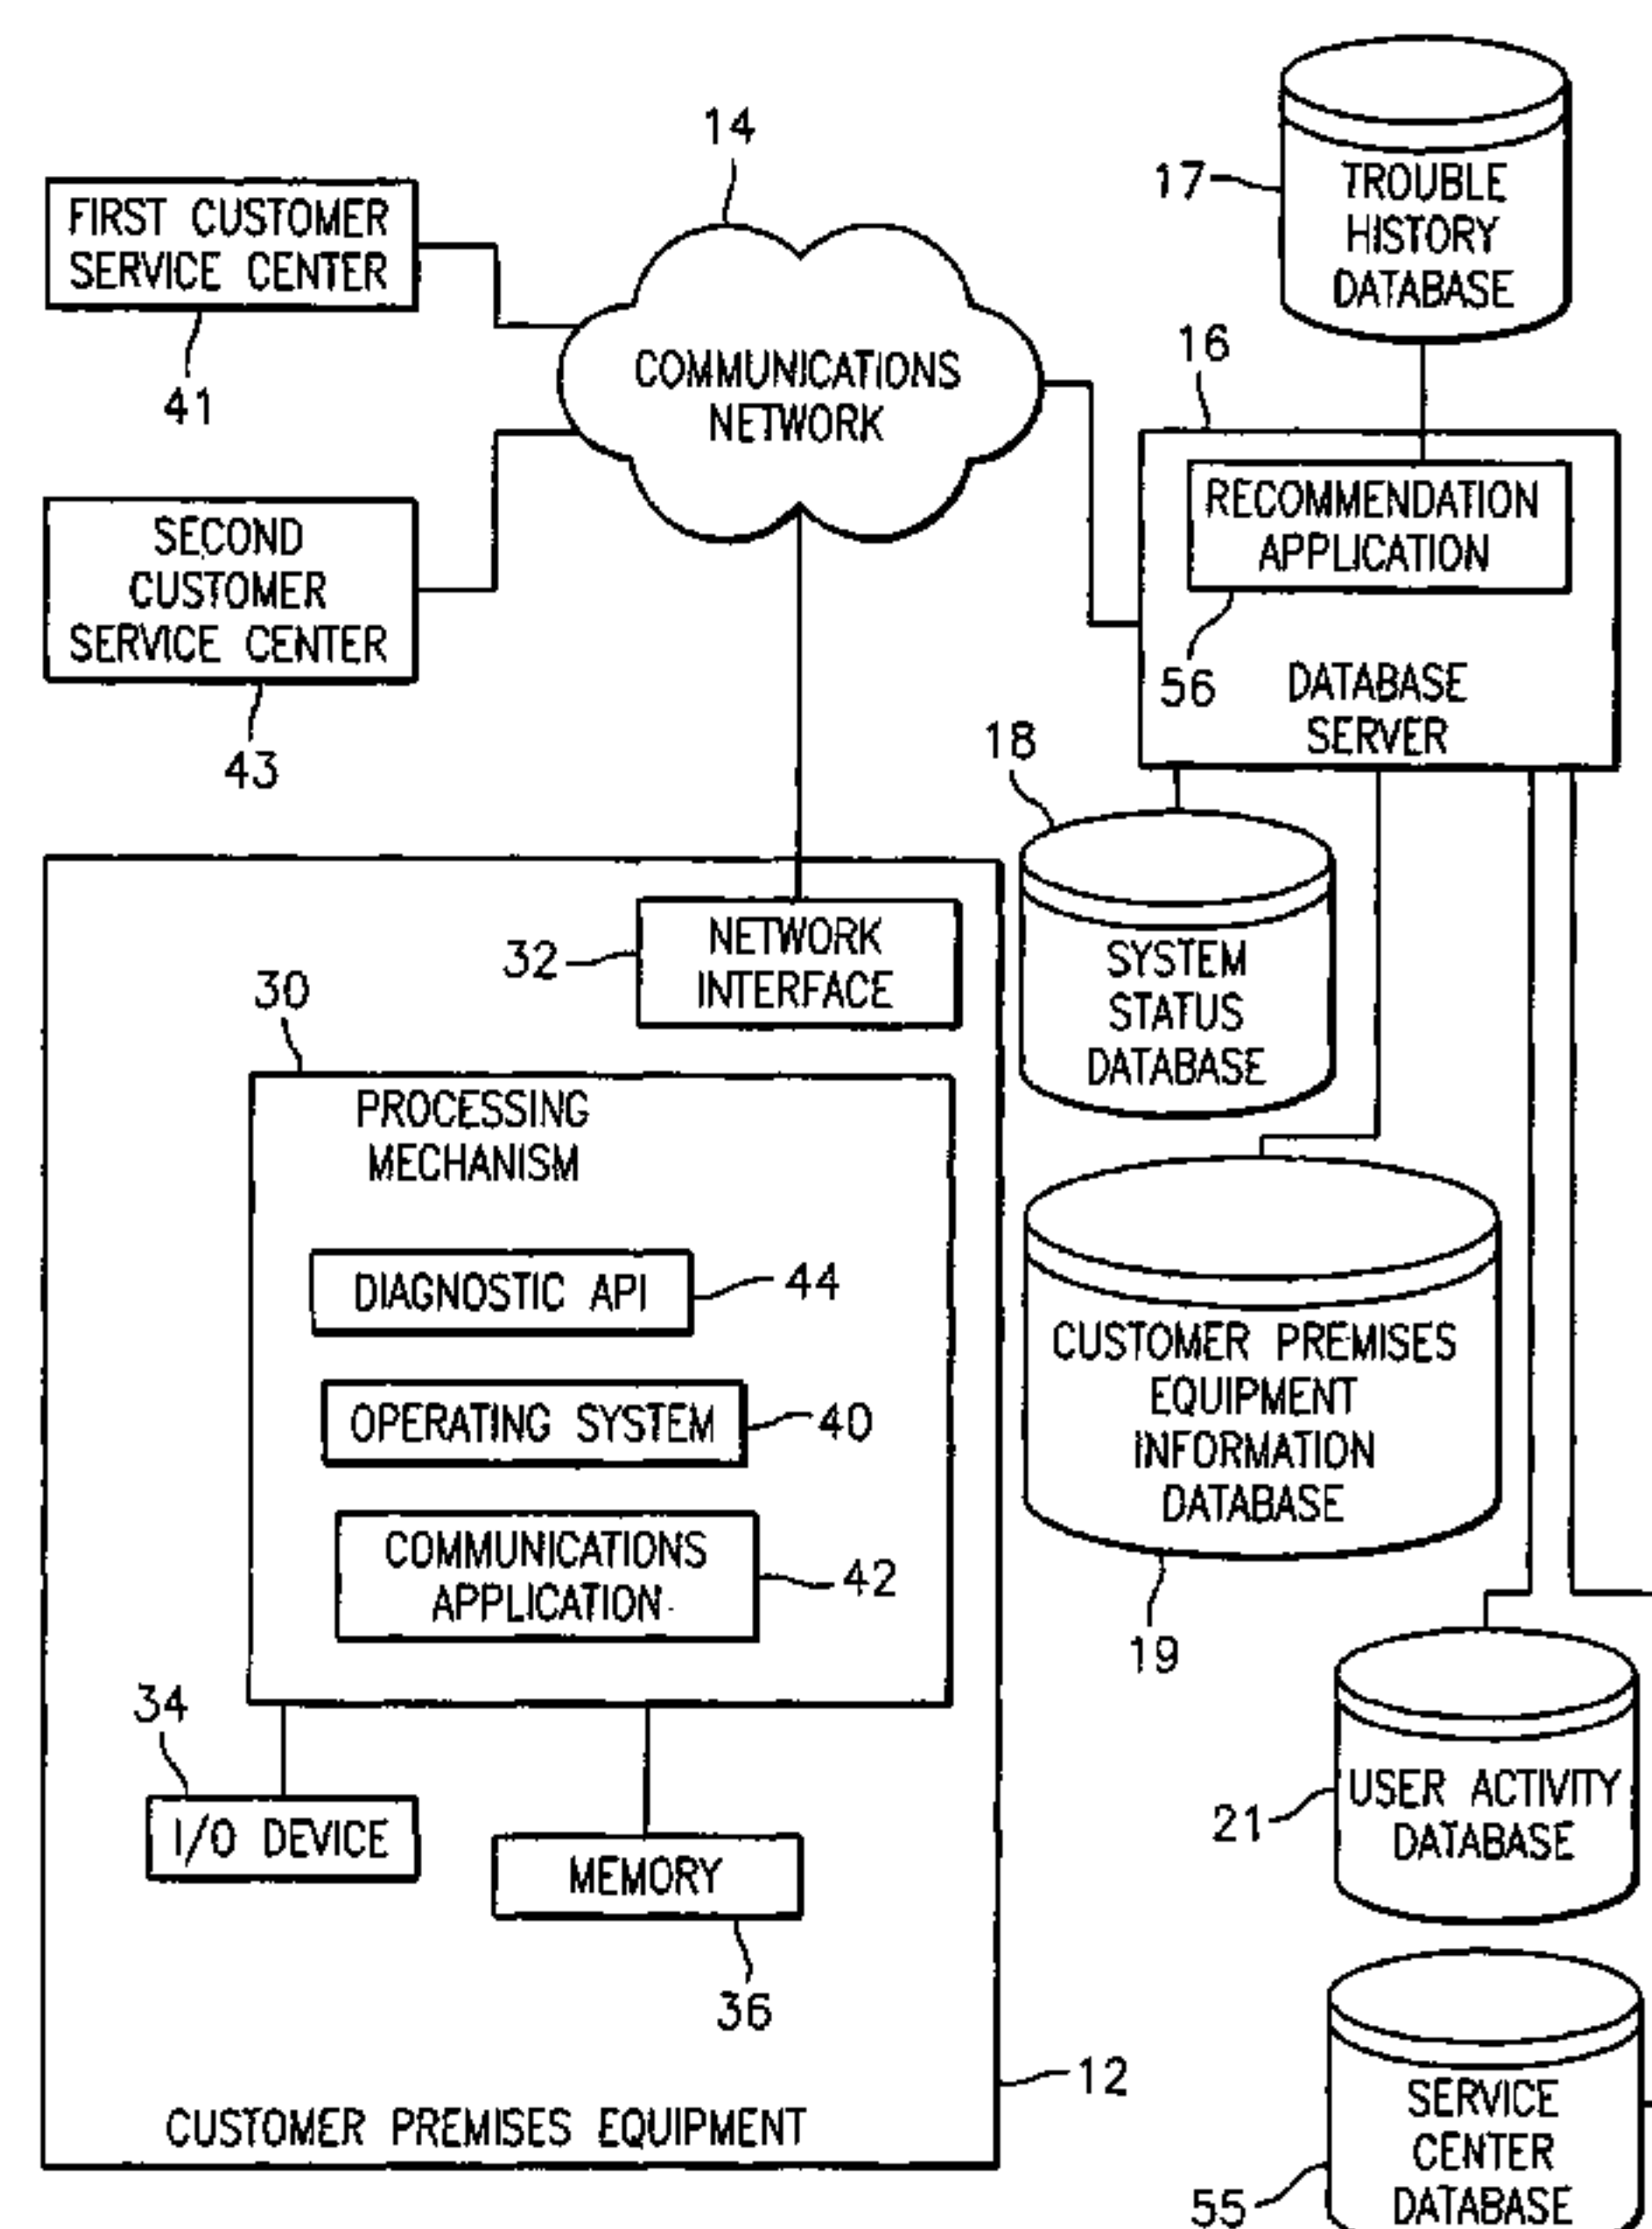 14
FIRST CUSTOMER
SERVICE CENTER
41
COMMUNICATIONS
NETWORK
17
TROUBLE
HISTORY
DATABASE
16
RECOMMENDATION
APPLICATION
56
DATABASE
SERVER
SECOND
CUSTOMER
SERVICE CENTER
43
18
SYSTEM
STATUS
DATABASE
32
NETWORK
INTERFACE
30
PROCESSING
MECHANISM
DIAGNOSTIC API
44
OPERATING SYSTEM
40
COMMUNICATIONS
APPLICATION
42
CUSTOMER PREMISES
EQUIPMENT
INFORMATION
DATABASE
19
34
I/O DEVICE
MEMORY
36
21
USER ACTIVITY
DATABASE
12
CUSTOMER PREMISES EQUIPMENT
SERVICE
CENTER
DATABASE
55